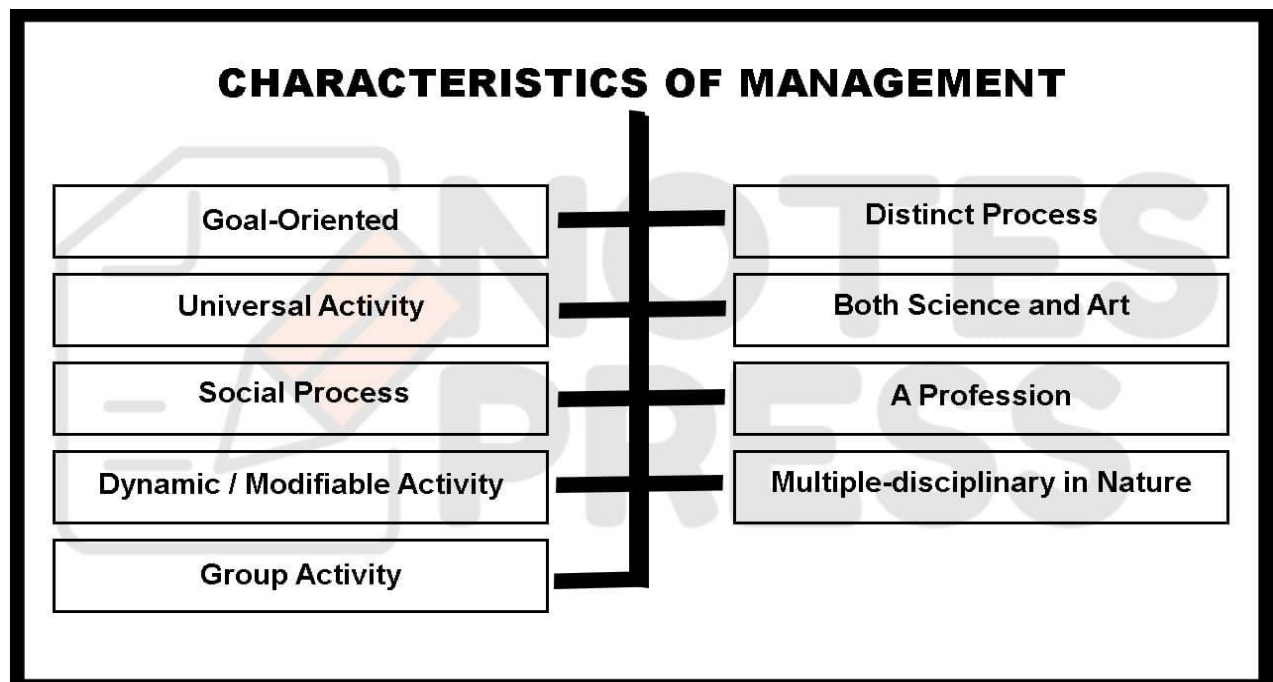 CHARACTERISTICS OF MANAGEMENT
Goal-Oriented
Universal Activity
Social Process
Dynamic / Modifiable Activity
Group Activity
Distinct Process
Both Science and Art
A Profession
Multiple-disciplinary in Nature
NOTES
PRESS